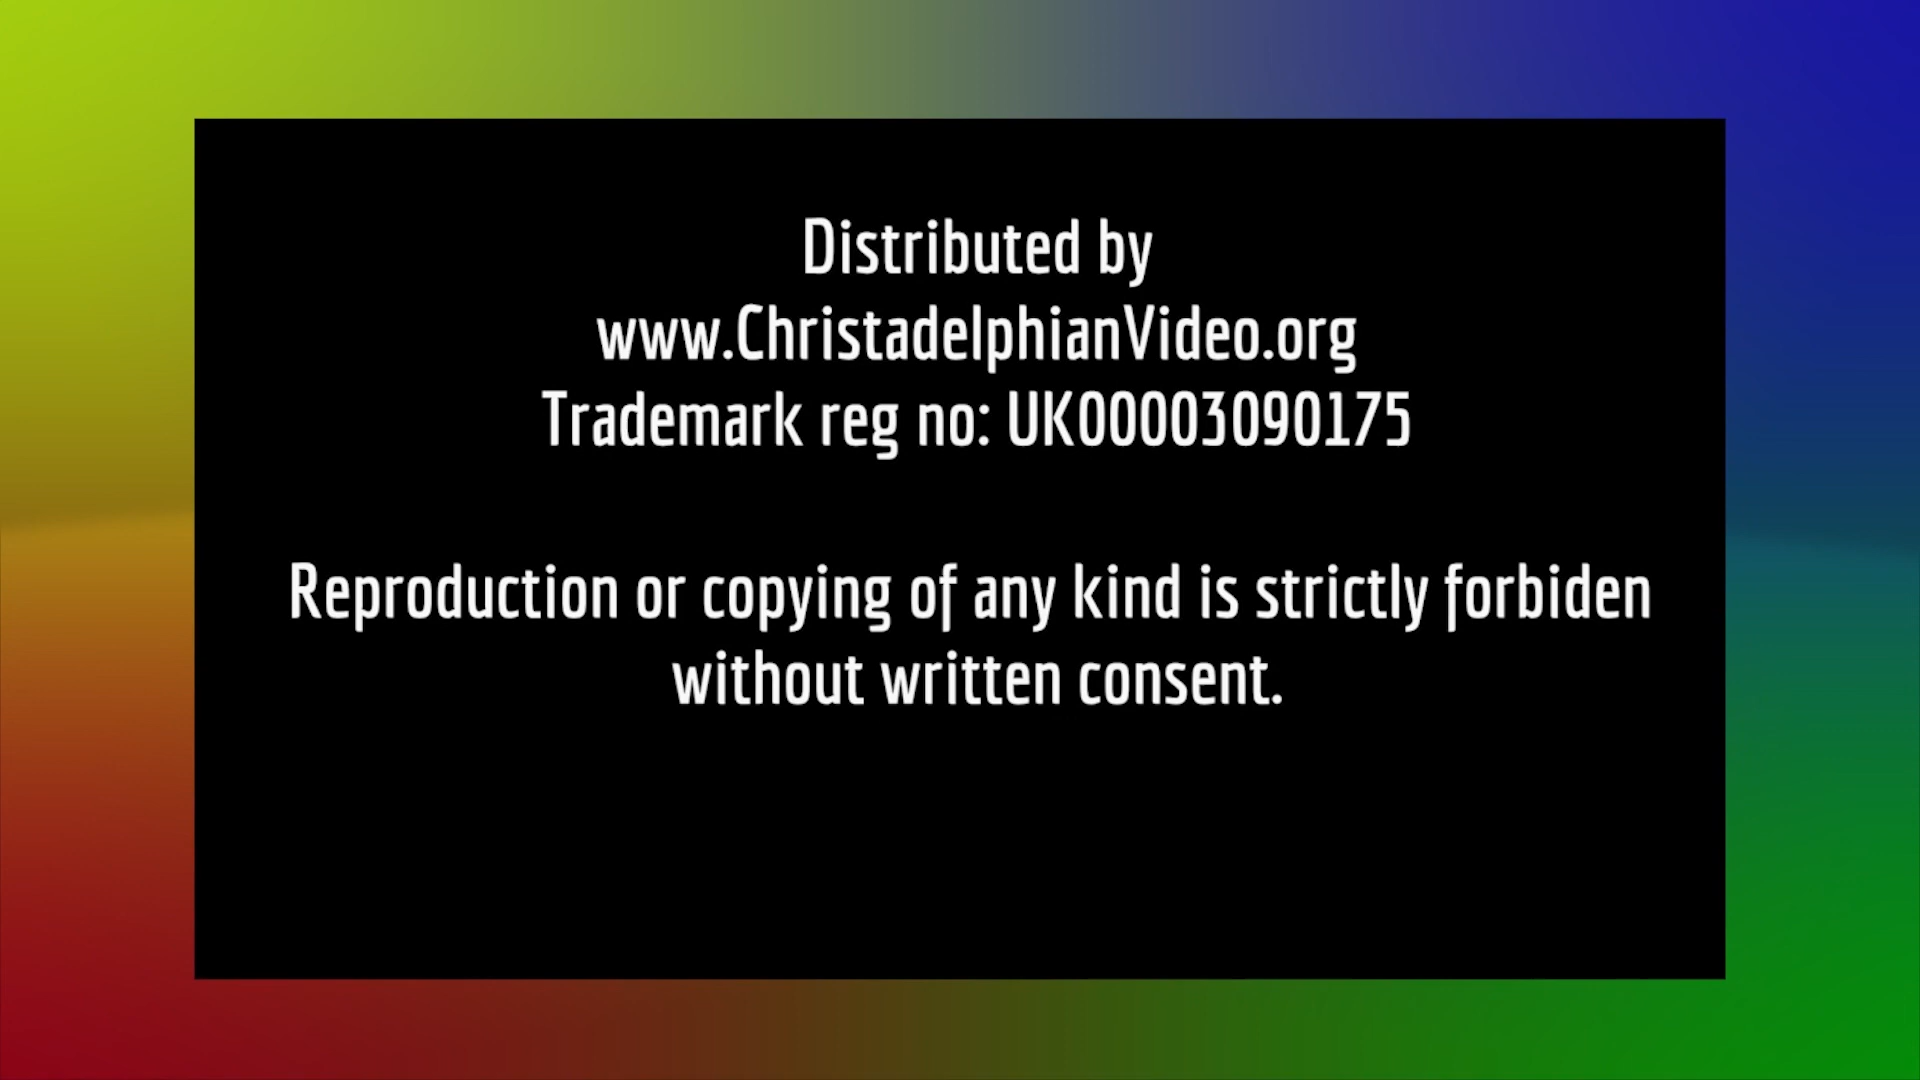 Distributed by
www.ChristadelphianVideo.org
Trademark reg no: UK00003090175
Reproduction or copying of any kind is strictly forbiden
without written consent.